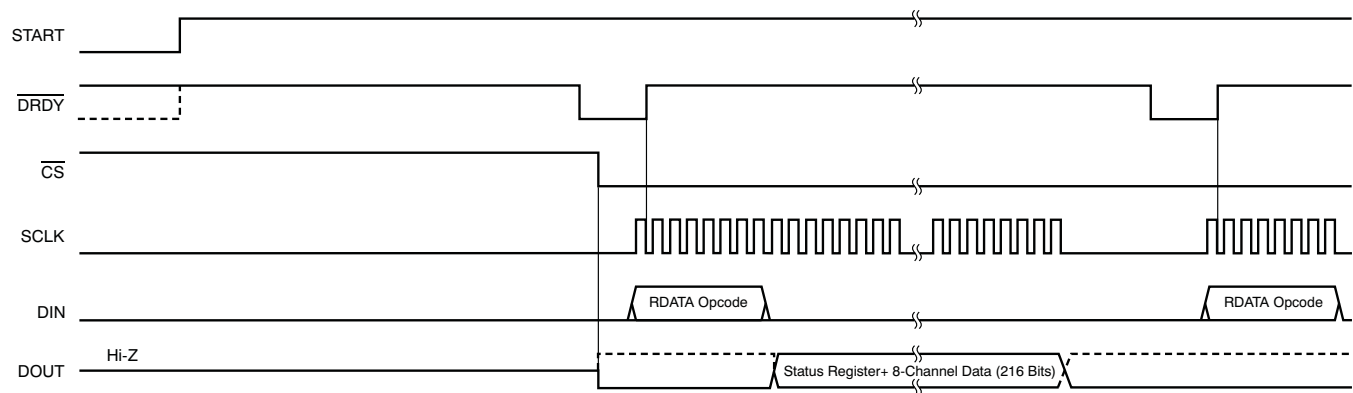 START
DRDY
CS
SCLK
DIN
RDATA Opcode
RDATA Opcode
Hi-Z
DOUT
Status Register+ 8-Channel Data (216 Bits)